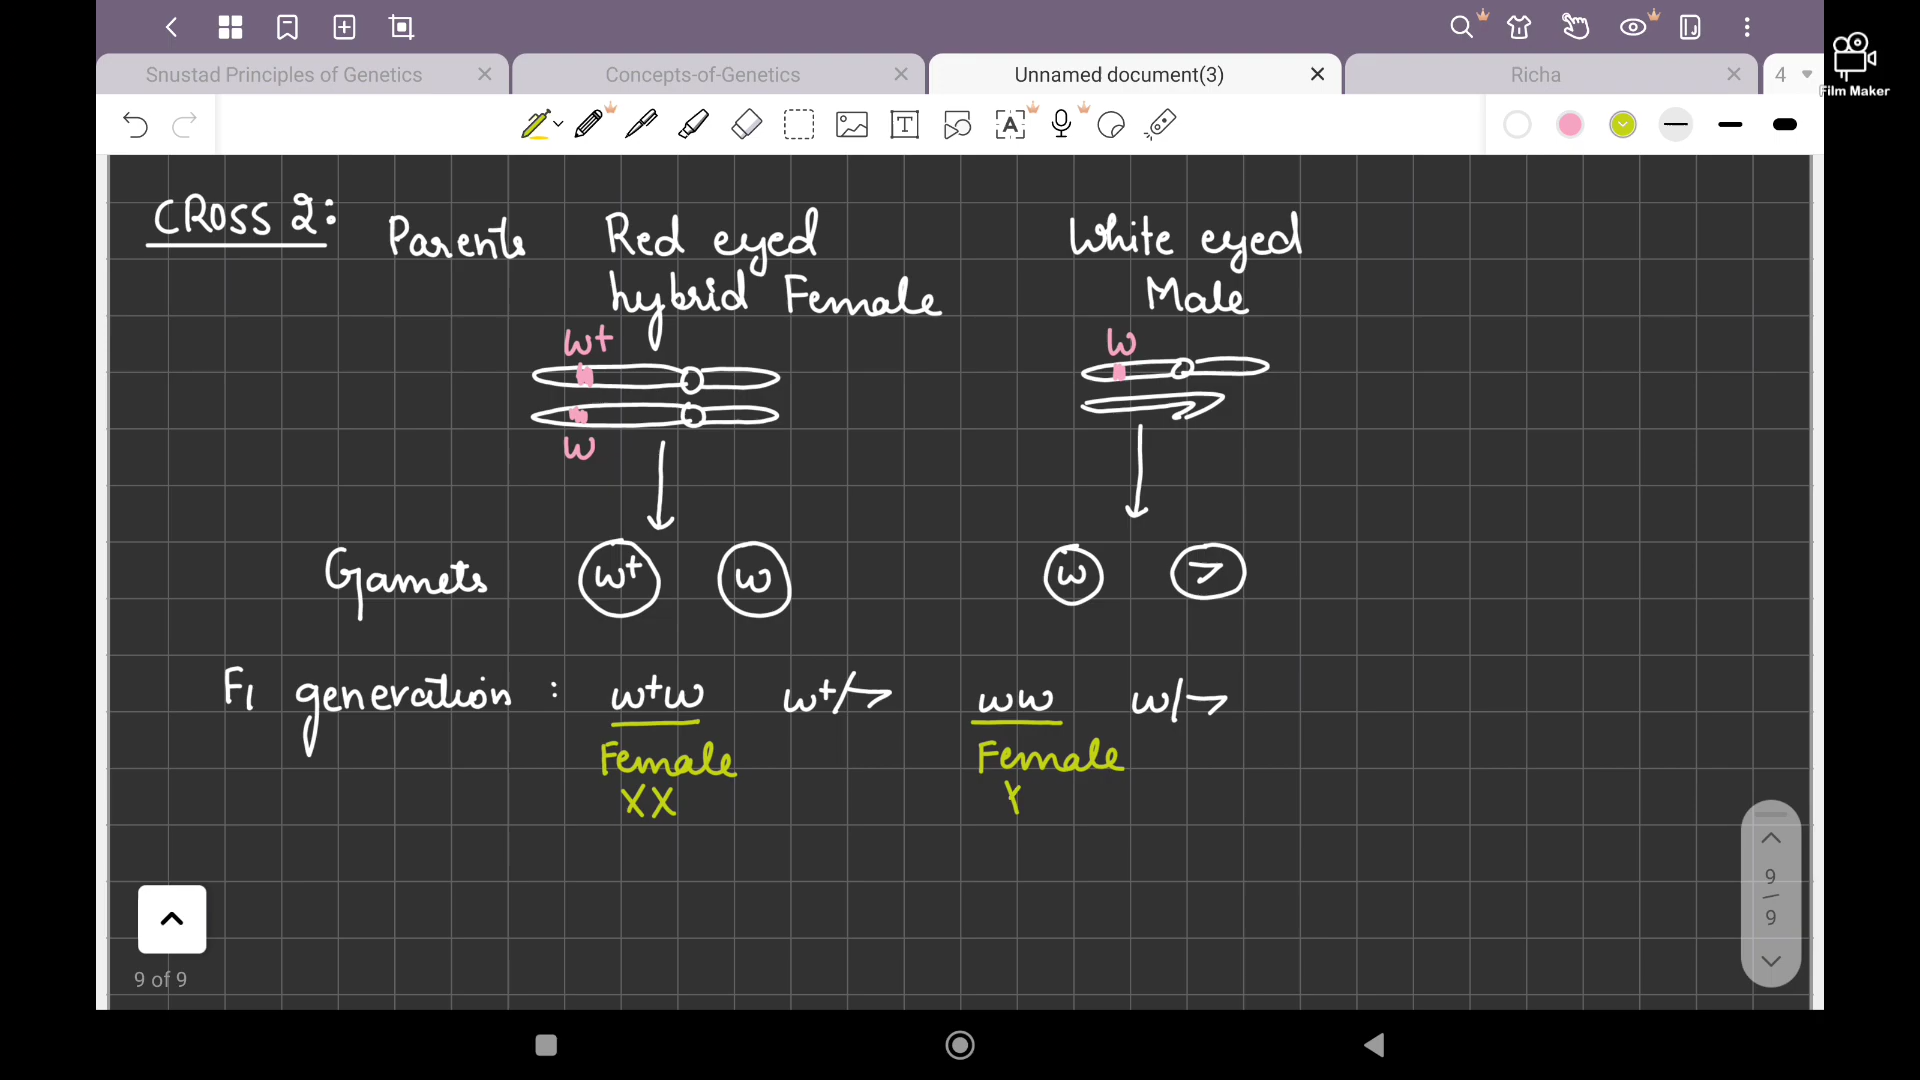 Snustad Principles of Genetics
Concepts-of-Genetics
Unnamed document(3)
Richa
4
Film Maker
CROSS 2:
Parents
Red eyed
hybrid Female
White eyed
Male
w+
w
w
Gamets
w+
w
w
F1 generation :
w+w
w+/
ww
w/
Female
XX
Female
9
9
9 of 9